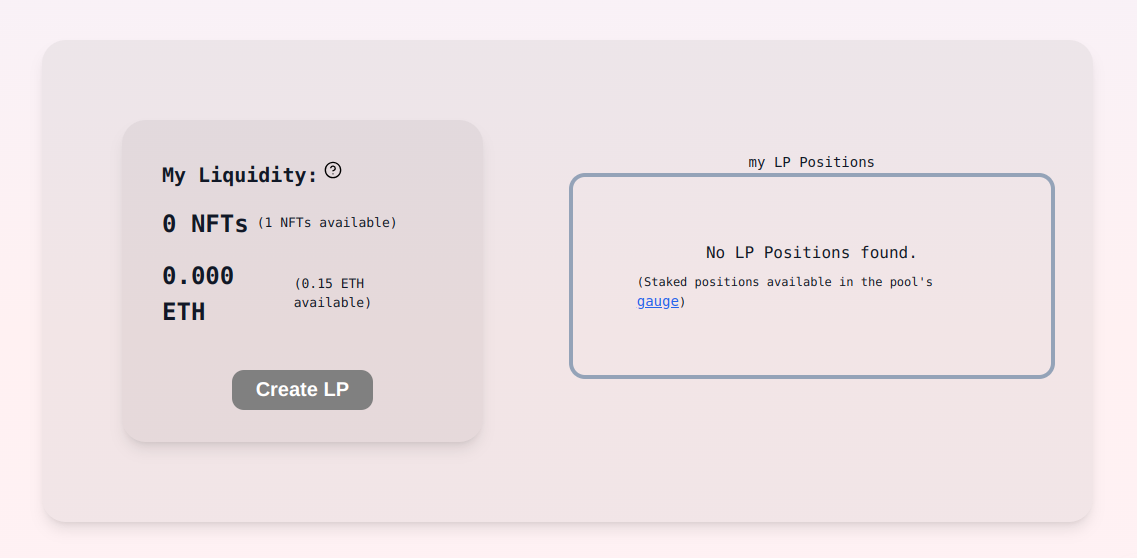 My Liquidity:
0 NFTs (1 NFTs available)
0.000
ETH
(0.15 ETH
available)
Create LP
my LP Positions
No LP Positions found.
(Staked positions available in the pool's
gauge)